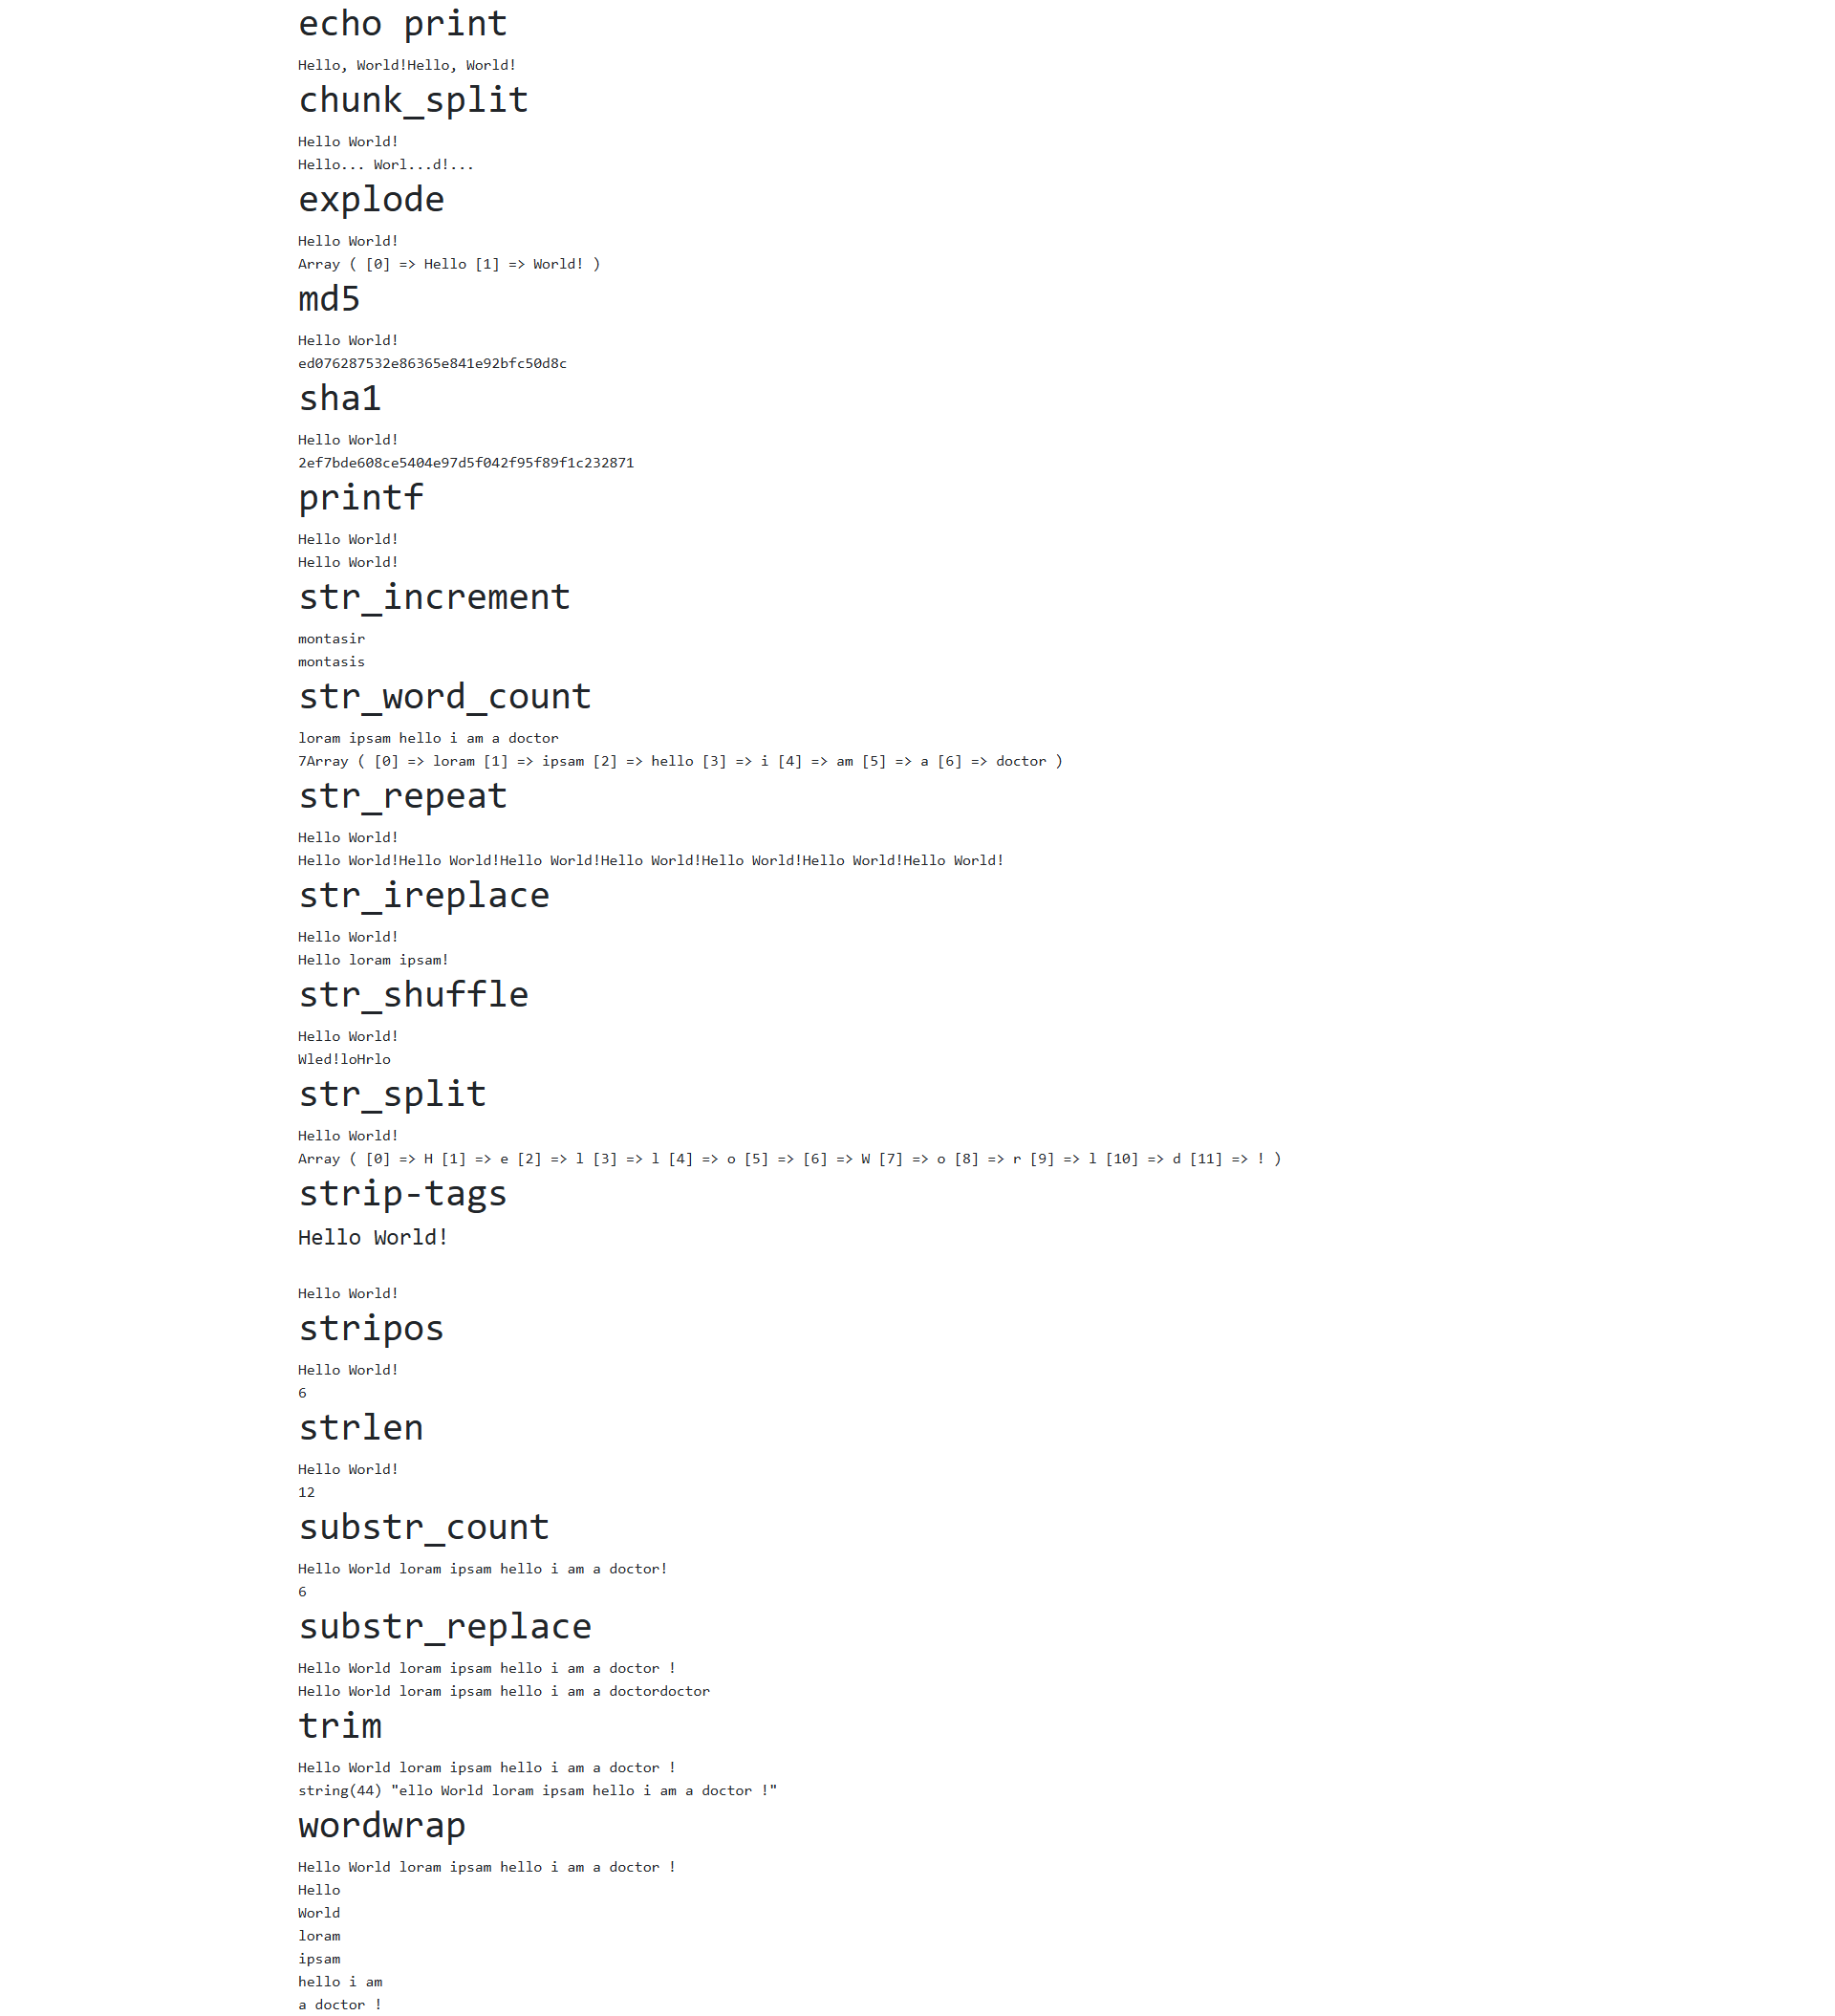 echo print
Hello, World!Hello, World!
chunk_split
Hello World!
Hello... Worl...d!...
explode
Hello World!
Array ( [0] => Hello [1] => World! )
md5
Hello World!
ed076287532e86365e841e92bfc50d8c
sha1
Hello World!
2ef7bde608ce5404e97d5f042f95f89f1c232871
printf
Hello World!
Hello World!
str_increment
montasir
montasis
str_word_count
loram ipsam hello i am a doctor
7Array ( [0] => loram [1] => ipsam [2] => hello [3] => i [4] => am [5] => a [6] => doctor )
str_repeat
Hello World!
Hello World!Hello World!Hello World!Hello World!Hello World!Hello World!Hello World!
str_ireplace
Hello World!
Hello loram ipsam!
str_shuffle
Hello World!
Wled!loHrlo
str_split
Hello World!
Array ( [0] => H [1] => e [2] => l [3] => l [4] => o [5] => [6] => W [7] => o [8] => r [9] => l [10] => d [11] => ! )
strip-tags
Hello World!
Hello World!
stripos
Hello World!
6
strlen
Hello World!
12
substr_count
Hello World loram ipsam hello i am a doctor!
6
substr_replace
Hello World loram ipsam hello i am a doctor !
Hello World loram ipsam hello i am a doctordoctor
trim
Hello World loram ipsam hello i am a doctor !
string(44) "ello World loram ipsam hello i am a doctor !"
wordwrap
Hello World loram ipsam hello i am a doctor !
Hello
World
loram
ipsam
hello i am
a doctor !